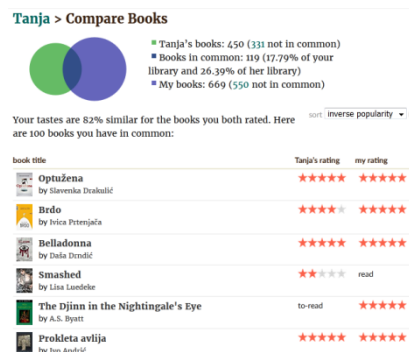 Tanja > Compare Books
Tanja's books: 450 (331 not in common)
Books in common: 119 (17.79% of your
library and 26.39% of her library)
My books: 669 (550 not in common)
Your tastes are 82% similar for the books you both rated. Here
are 100 books you have in common:
sort inverse popularity
book title Tanja's rating my rating
Optužena
by Slavenka Drakulić
Brdo
by Ivica Prtenjača
Belladonna
by Daša Drndić
Smashed read
by Lisa Luedeke
The Djinn in the Nightingale's Eye to-read
by A.S. Byatt
Prokleta avlija
by Ivo Andrić